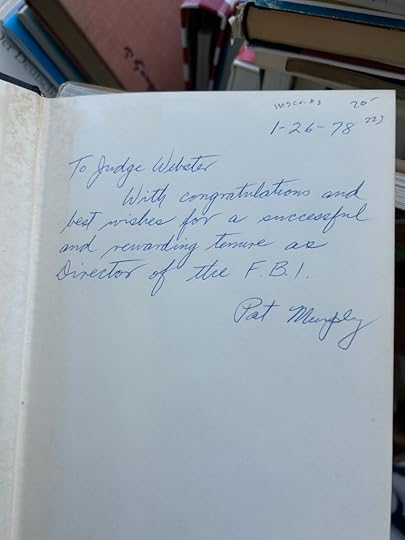 inscribed 20-
1-26-78
To Judge Webster
With congratulations and
best wishes for a successful
and rewarding tenure as
Director of the F.B.I.
Pat Murphy